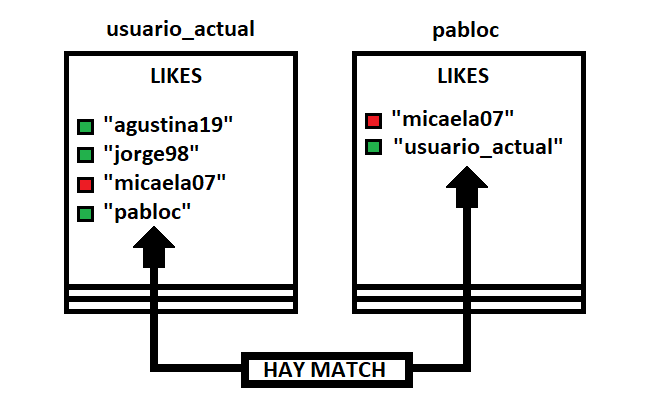 usuario_actual
LIKES
"agustina19"
"jorge98"
"micaela07"
"pabloc"
pabloc
LIKES
"micaela07"
"usuario_actual"
HAY MATCH